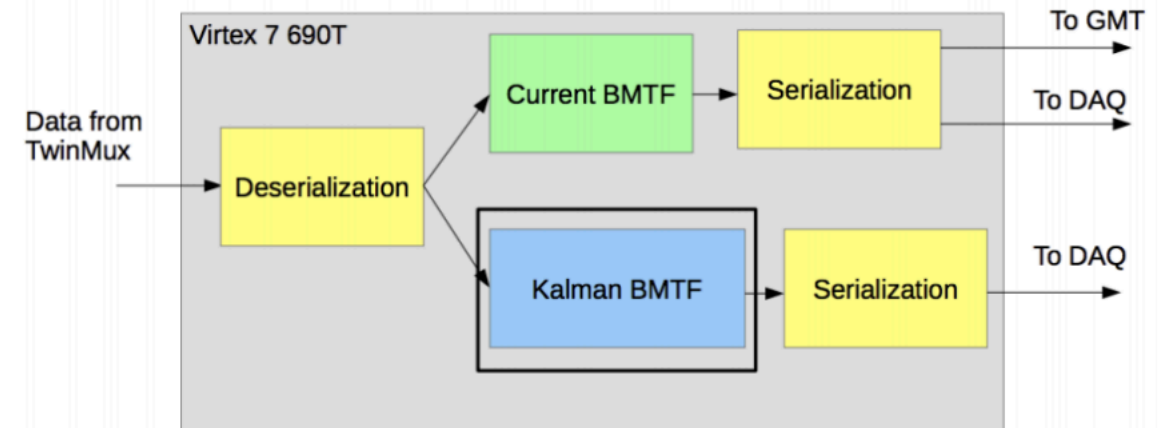 Virtex 7 690T
To GMT
Current BMTF
Serialization
To DAQ
Data from
TwinMux
Deserialization
To DAQ
Kalman BMTF
Serialization